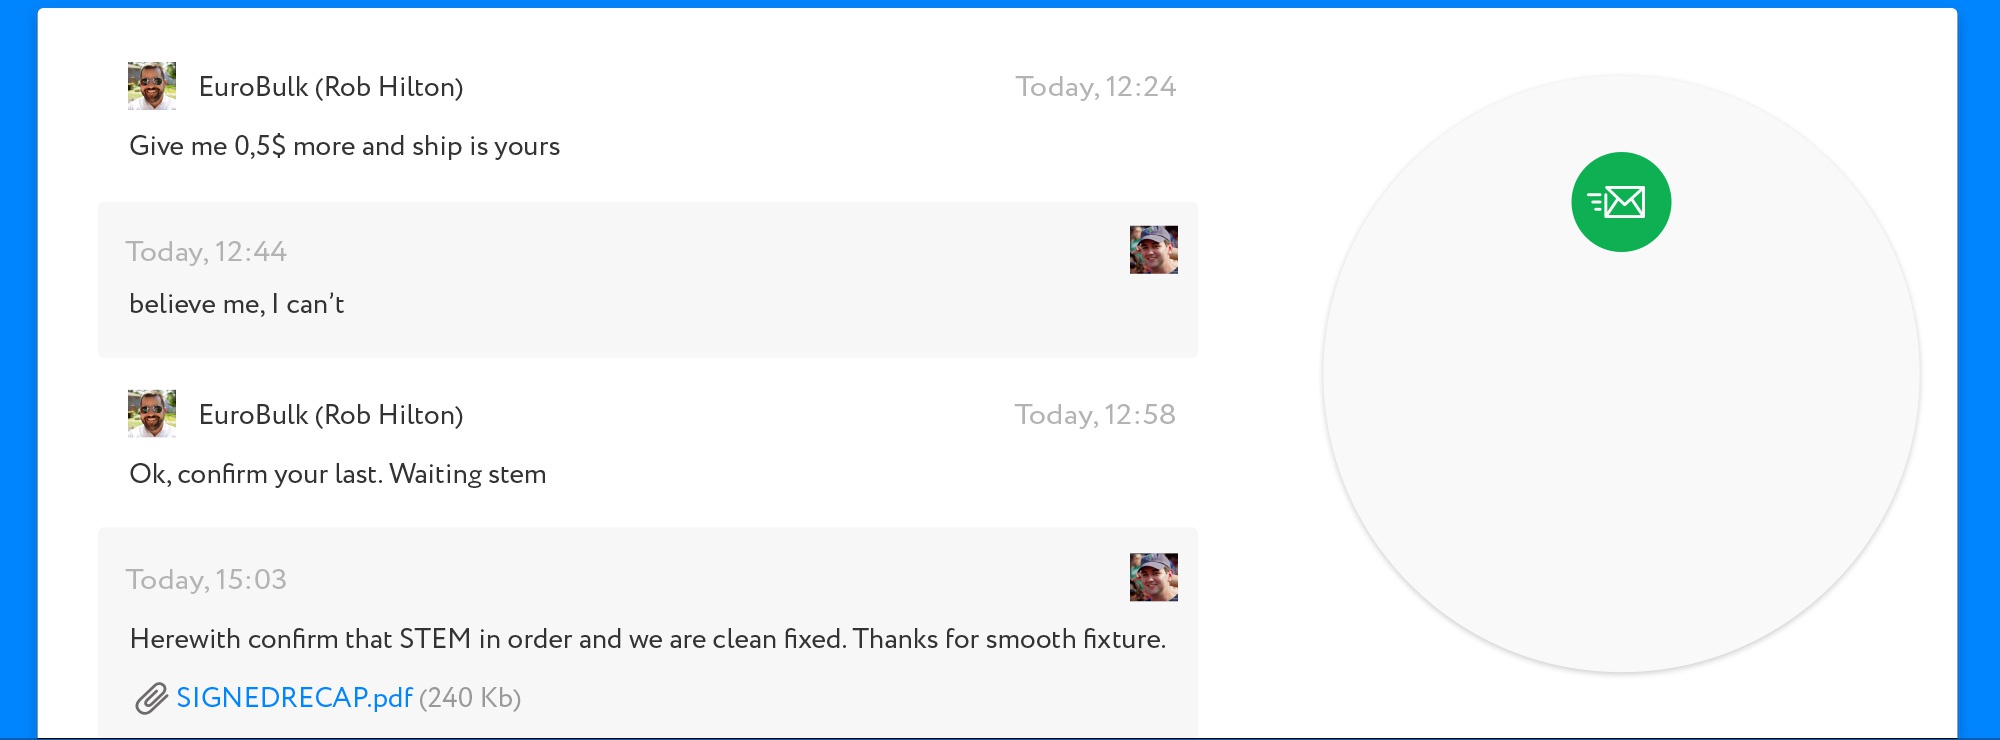 EuroBulk (Rob Hilton)
Today, 12:24
Give me 0,5$ more and ship is yours
Today, 12:44
believe me, I can’t
EuroBulk (Rob Hilton)
Today, 12:58
Ok, confirm your last. Waiting stem
Today, 15:03
Herewith confirm that STEM in order and we are clean fixed. Thanks for smooth fixture.
SIGNEDRECAP.pdf (240 Kb)